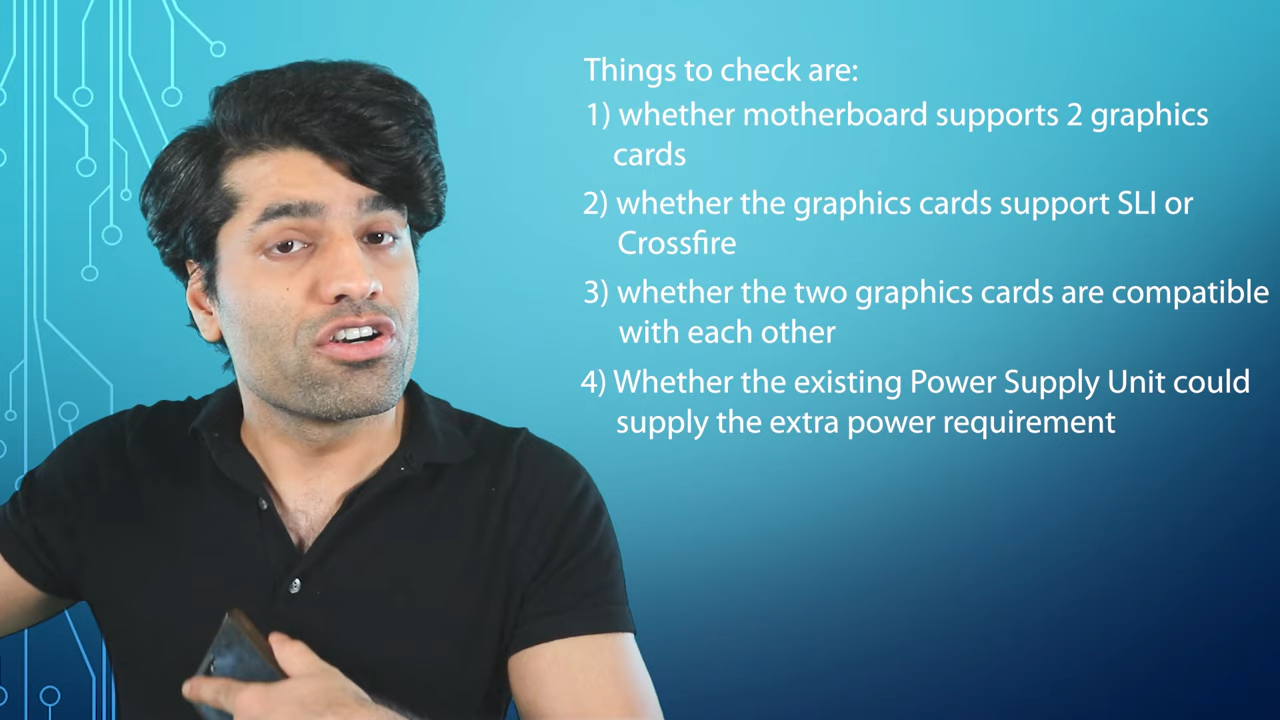 Things to check are:
1) whether motherboard supports 2 graphics
cards
2) whether the graphics cards support SLI or
Crossfire
3) whether the two graphics cards are compatible
with each other
4) Whether the existing Power Supply Unit could
supply the extra power requirement